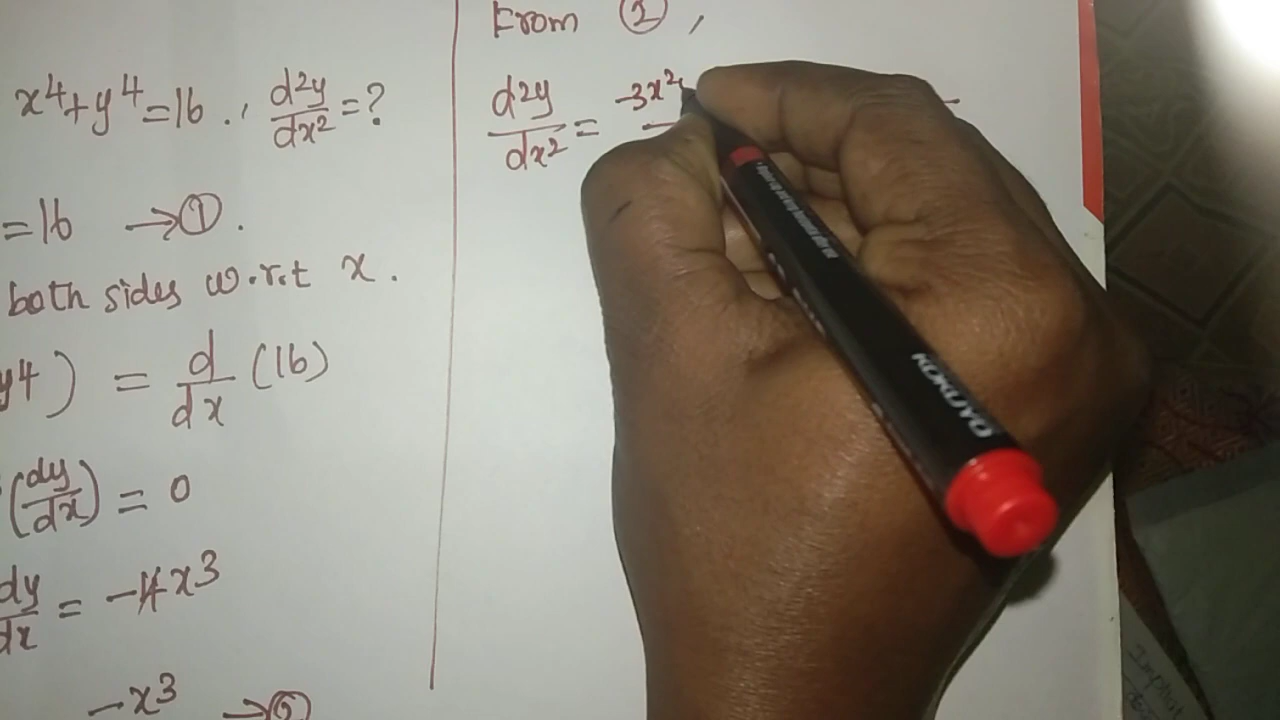 x⁴+y⁴=16 ., d²y/dx² = ?
=16 → ①.
both sides w.r.t x.
y4) = d/dx (16)
(dy/dx) = 0
dy/dx = -4x³
-x³ → ②
From ②,
d²y/dx² = -3x²
LUXOR